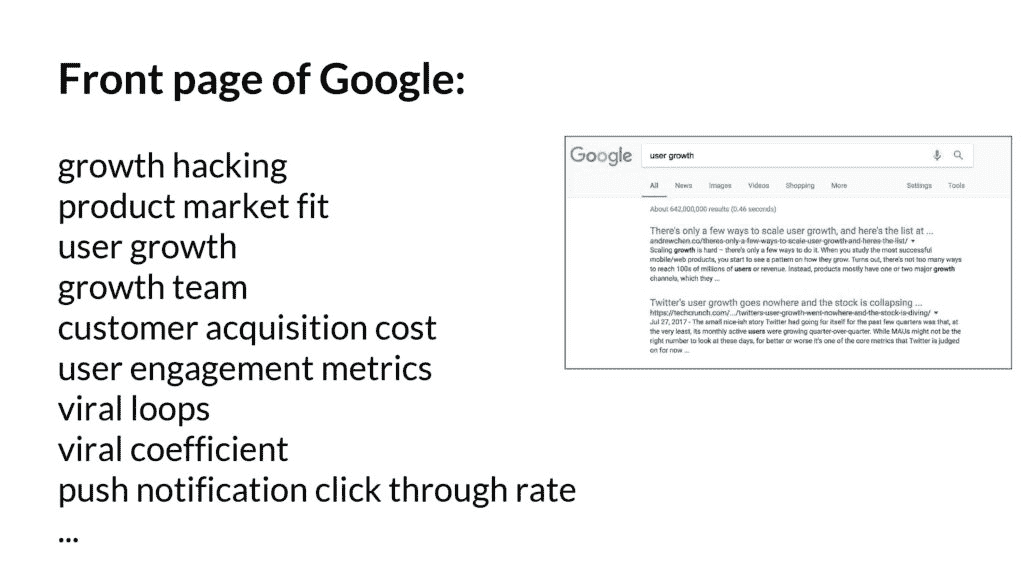 Front page of Google:
growth hacking
product market fit
user growth
growth team
customer acquisition cost
user engagement metrics
viral loops
viral coefficient
push notification click through rate
...
Google
user growth
All News Images Videos Shopping More Settings Tools
About 642,000,000 results (0.46 seconds)
There's only a few ways to scale user growth, and here's the list at ...
andrewchen.co/theres-only-a-few-ways-to-scale-user-growth-and-heres-the-list/
Scaling growth is hard – there's only a few ways to do it. When you study the most successful
mobile/web products, you start to see a pattern on how they grow. Turns out, there's not too many ways
to reach 100s of millions of users or revenue. Instead, products mostly have one or two major growth
channels, which they ...
Twitter's user growth goes nowhere and the stock is collapsing ...
https://techcrunch.com/.../twitters-user-growth-went-nowhere-and-the-stock-is-diving/
Jul 27, 2017 - The small nice-ish story Twitter had going for itself for the past few quarters was that, at
the very least, its monthly active users were growing quarter-over-quarter. While MAUs might not be the
right number to look at these days, for better or worse it's one of the core metrics that Twitter is judged
on for now ...